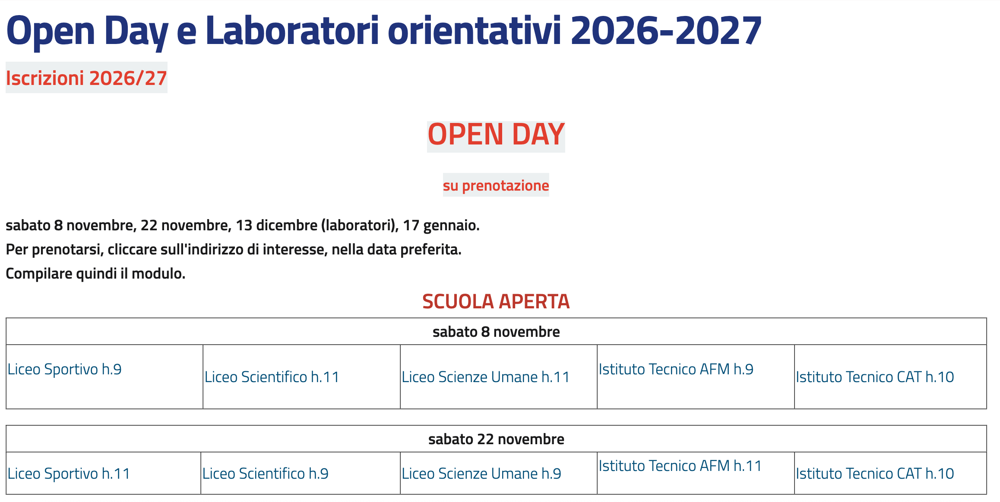 Open Day e Laboratori orientativi 2026-2027
Iscrizioni 2026/27
OPEN DAY
su prenotazione
sabato 8 novembre, 22 novembre, 13 dicembre (laboratori), 17 gennaio.
Per prenotarsi, cliccare sull'indirizzo di interesse, nella data preferita.
Compilare quindi il modulo.
SCUOLA APERTA
sabato 8 novembre
Liceo Sportivo h.9
Liceo Scientifico h.11
Liceo Scienze Umane h.11
Istituto Tecnico AFM h.9
Istituto Tecnico CAT h.10
sabato 22 novembre
Liceo Sportivo h.11
Liceo Scientifico h.9
Liceo Scienze Umane h.9
Istituto Tecnico AFM h.11
Istituto Tecnico CAT h.10